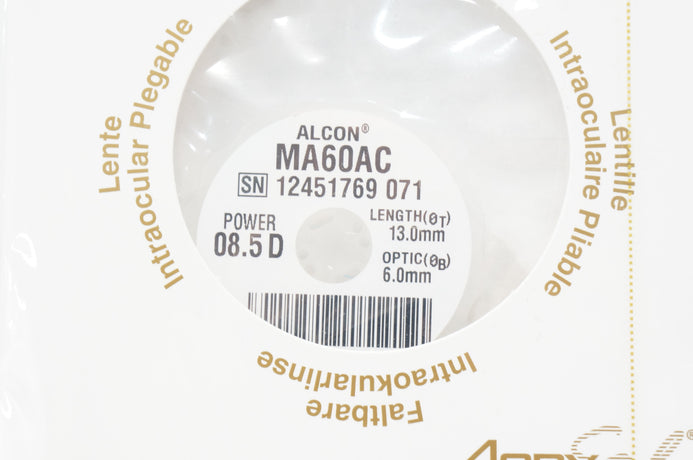 Lente
Intraocular Plegable
Lentille
Intraoculaire Pliable
ALCON®
MA60AC
SN 12451769 071
POWER
08.5 D
LENGTH(ØT)
13.0mm
OPTIC(ØB)
6.0mm
Faltbare
Intraokularlinse